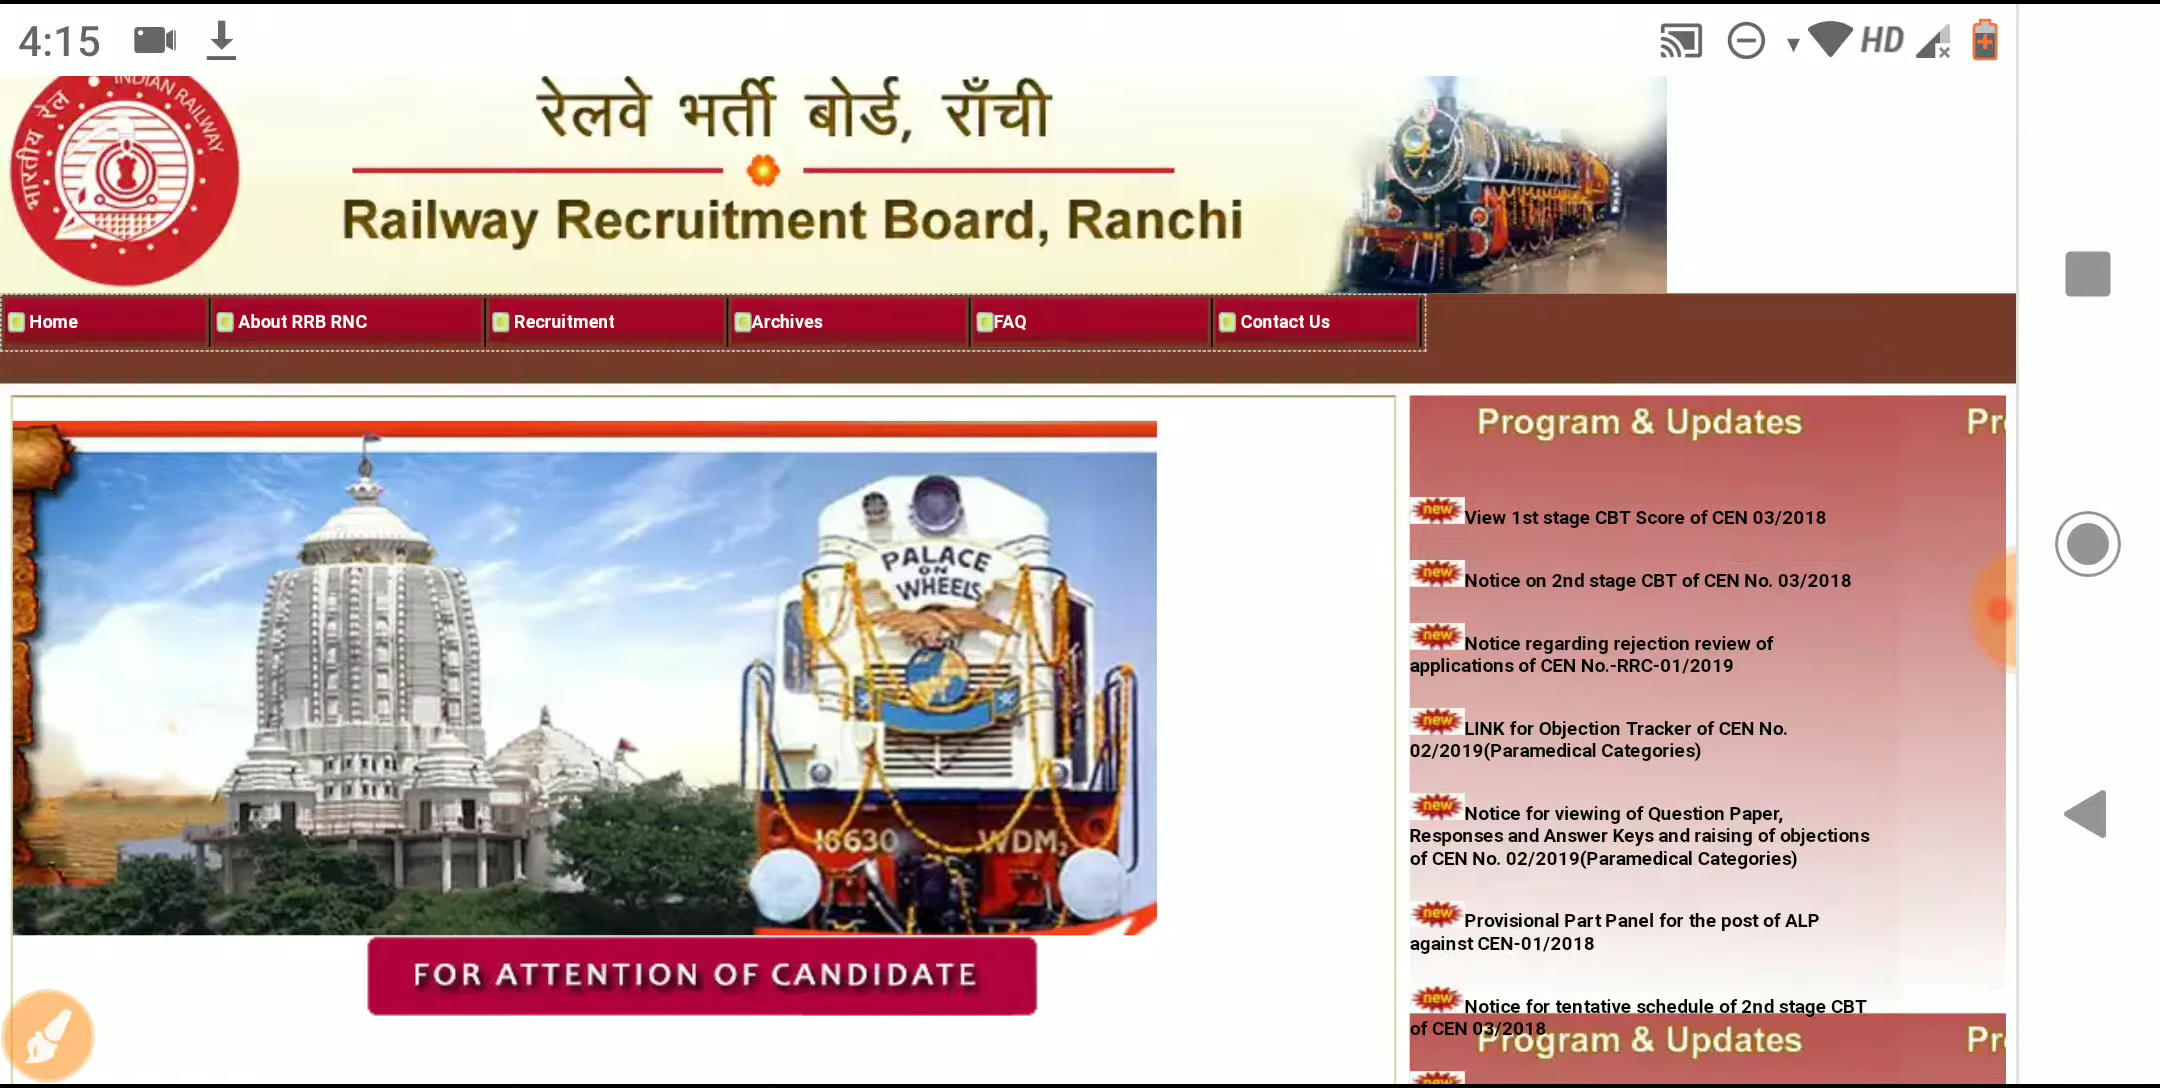 4:15
HD
भारतीय रेल
INDIAN RAILWAY
रेलवे भर्ती बोर्ड, राँची
Railway Recruitment Board, Ranchi
Home
About RRB RNC
Recruitment
Archives
FAQ
Contact Us
PALACE
ON
WHEELS
16630
WDM2
FOR ATTENTION OF CANDIDATE
Program & Updates
Pr
new View 1st stage CBT Score of CEN 03/2018
new Notice on 2nd stage CBT of CEN No. 03/2018
new Notice regarding rejection review of
applications of CEN No.-RRC-01/2019
new LINK for Objection Tracker of CEN No.
02/2019(Paramedical Categories)
new Notice for viewing of Question Paper,
Responses and Answer Keys and raising of objections
of CEN No. 02/2019(Paramedical Categories)
new Provisional Part Panel for the post of ALP
against CEN-01/2018
new Notice for tentative schedule of 2nd stage CBT
of CEN 03/2018
Program & Updates
Pr
new